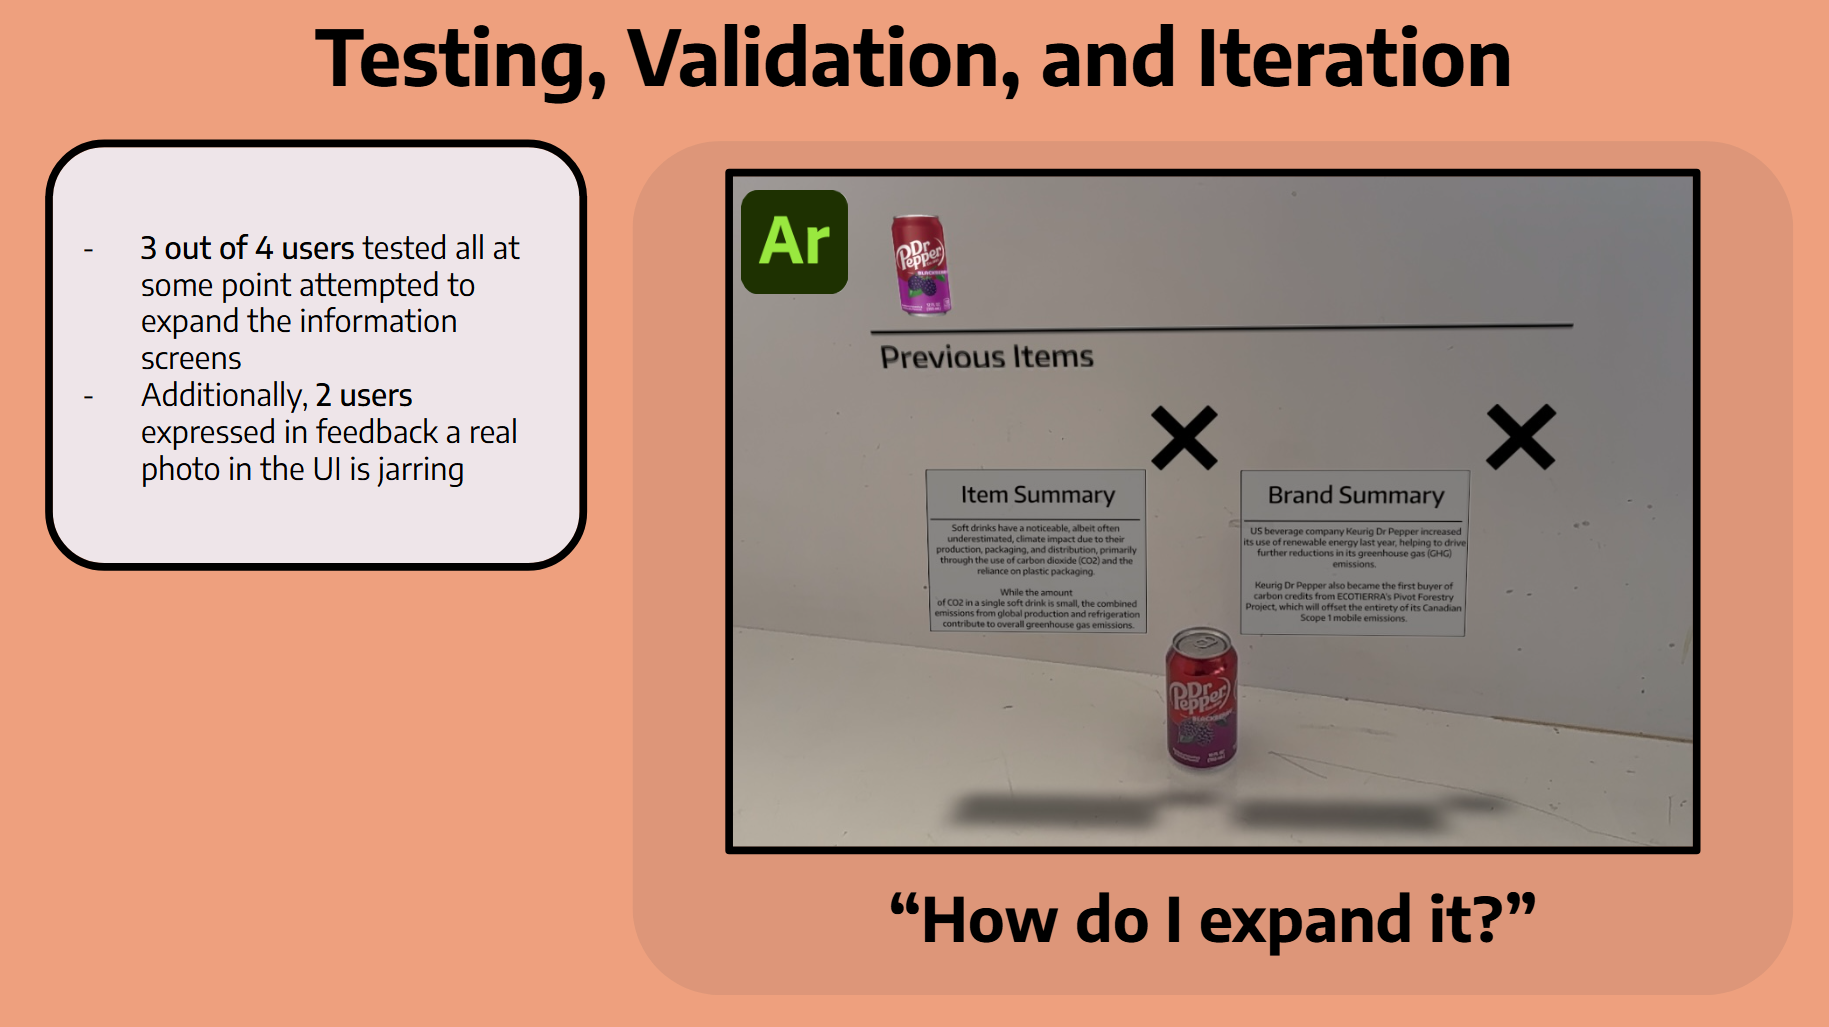 Testing, Validation, and Iteration
- 3 out of 4 users tested all at
some point attempted to
expand the information
screens
- Additionally, 2 users
expressed in feedback a real
photo in the UI is jarring
Ar
Dr
Pepper
BLACKBERRY
Previous Items
Item Summary
Soft drinks have a noticeable, albeit often
underestimated, climate impact due to their
production, packaging, and distribution, primarily
through the use of carbon dioxide (CO2) and the
reliance on plastic packaging.
While the amount
of CO2 in a single soft drink is small, the combined
emissions from global production and refrigeration
contribute to overall greenhouse gas emissions.
Brand Summary
US beverage company Keurig Dr Pepper increased
its use of renewable energy last year, helping to drive
further reductions in its greenhouse gas (GHG)
emissions.
Keurig Dr Pepper also became the first buyer of
carbon credits from ECOTIERRA's Pivot Forestry
Project, which will offset the entirety of its Canadian
Scope 1 mobile emissions.
Dr
Pepper
BLACKBERRY
“How do I expand it?”